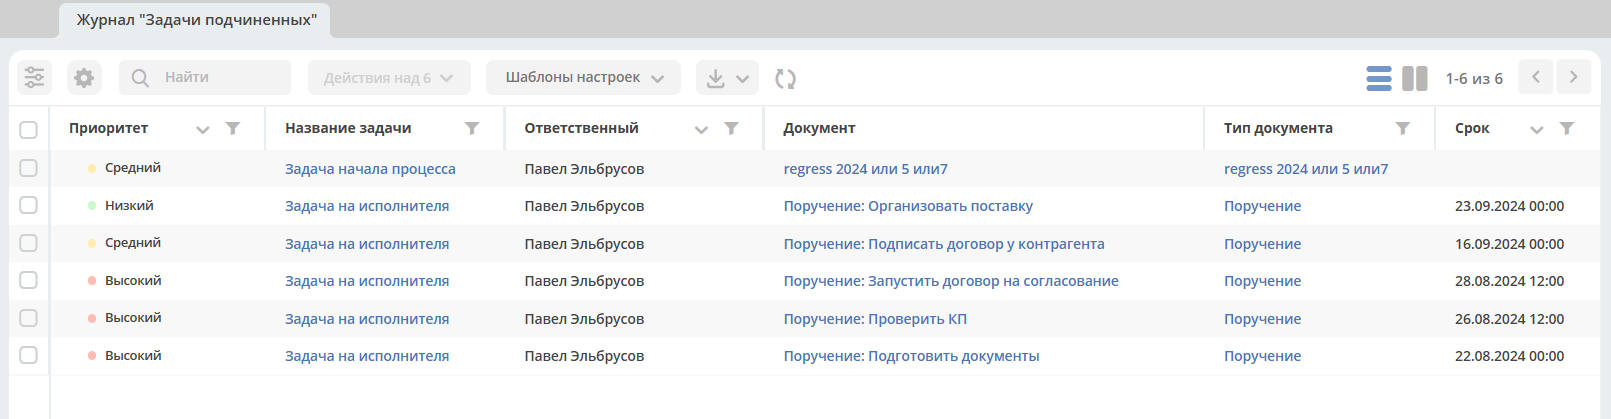 Журнал "Задачи подчиненных"
Найти Действия над 6 Шаблоны настроек 1-6 из 6
Приоритет Название задачи Ответственный Документ Тип документа Срок
Средний Задача начала процесса Павел Эльбрусов regress 2024 или 5 или7 regress 2024 или 5 или7
Низкий Задача на исполнителя Павел Эльбрусов Поручение: Организовать поставку Поручение 23.09.2024 00:00
Средний Задача на исполнителя Павел Эльбрусов Поручение: Подписать договор у контрагента Поручение 16.09.2024 00:00
Высокий Задача на исполнителя Павел Эльбрусов Поручение: Запустить договор на согласование Поручение 28.08.2024 12:00
Высокий Задача на исполнителя Павел Эльбрусов Поручение: Проверить КП Поручение 26.08.2024 12:00
Высокий Задача на исполнителя Павел Эльбрусов Поручение: Подготовить документы Поручение 22.08.2024 00:00